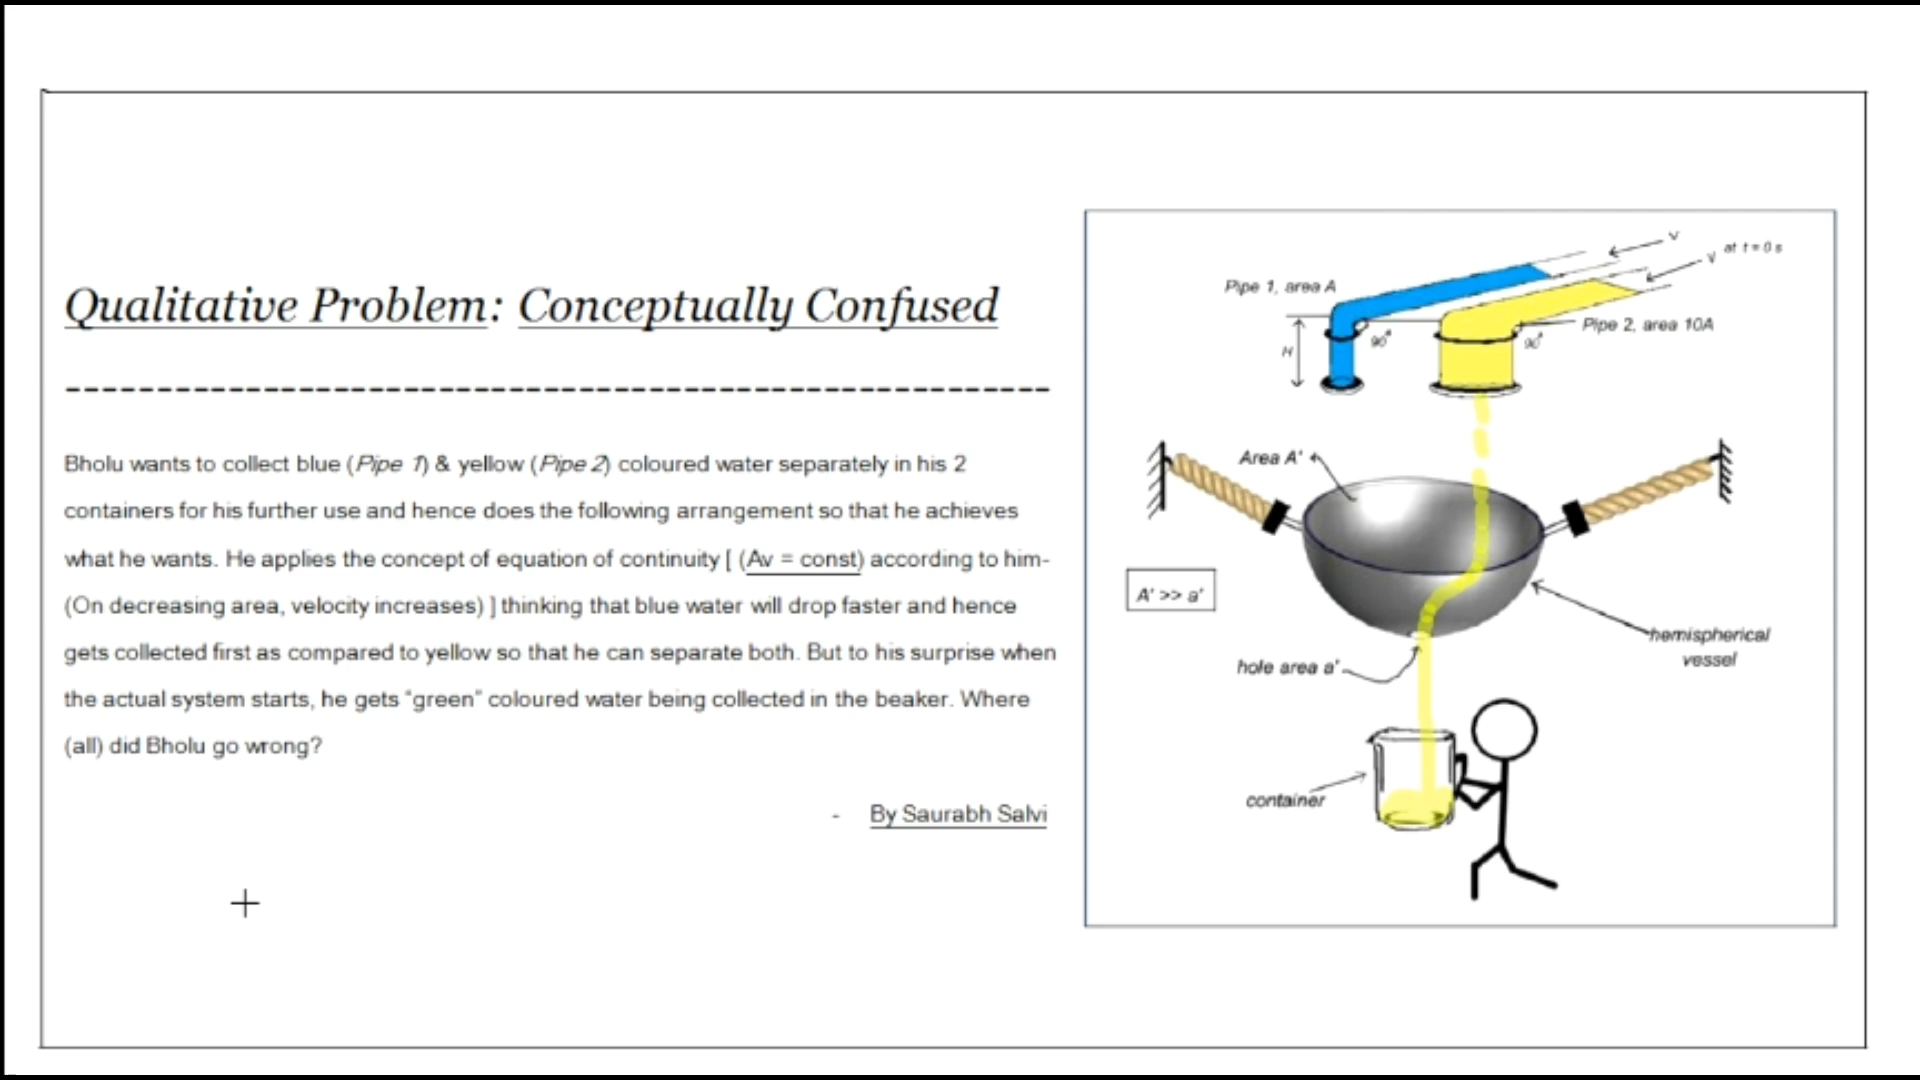 Qualitative Problem: Conceptually Confused
Bholu wants to collect blue (Pipe 1) & yellow (Pipe 2) coloured water separately in his 2
containers for his further use and hence does the following arrangement so that he achieves
what he wants. He applies the concept of equation of continuity [ (Av = const) according to him-
(On decreasing area, velocity increases) ] thinking that blue water will drop faster and hence
gets collected first as compared to yellow so that he can separate both. But to his surprise when
the actual system starts, he gets "green" coloured water being collected in the beaker. Where
(all) did Bholu go wrong?
- By Saurabh Salvi
V
V at t = 0 s
Pipe 1, area A
Pipe 2, area 10A
90°
90°
H
Area A'
A' >> a'
hemispherical
vessel
hole area a'
container